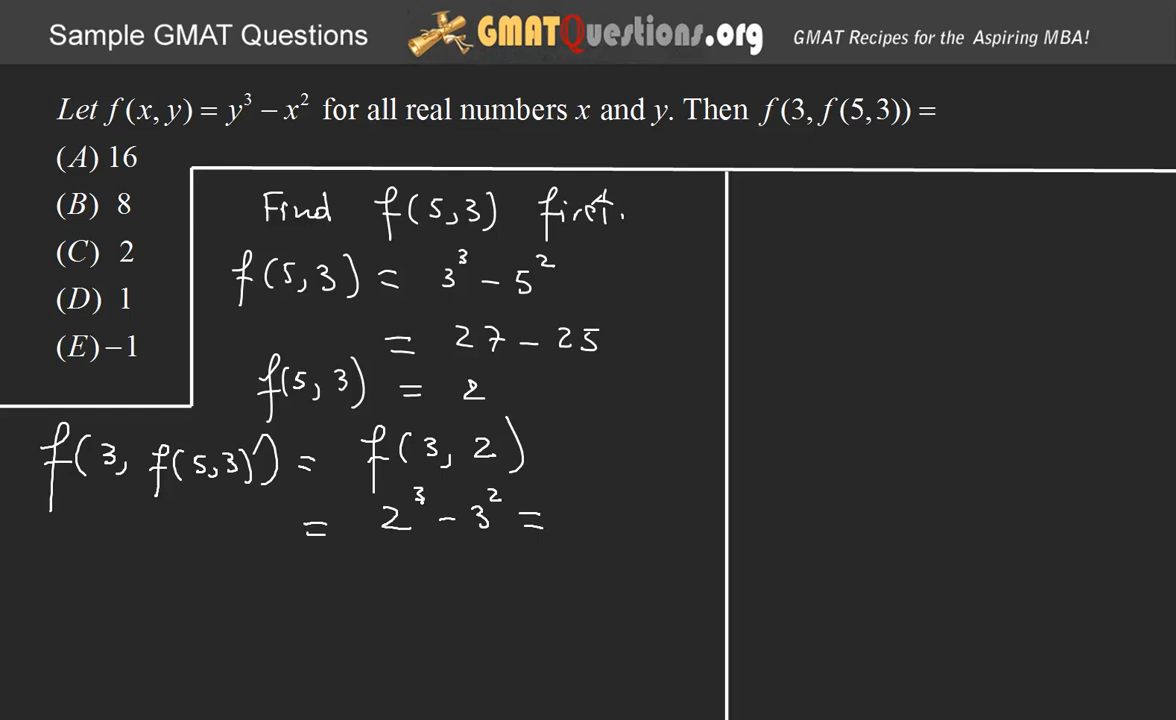 Sample GMAT Questions
GMATQuestions.org
GMAT Recipes for the Aspiring MBA!
Let f(x, y) = y³ − x² for all real numbers x and y. Then f(3, f(5,3)) =
(A) 16
(B) 8
(C) 2
(D) 1
(E) −1
Find f(5,3) first.
f(5,3) = 3³ − 5²
= 27 − 25
f(5,3) = 2
f(3, f(5,3)) = f(3, 2)
= 2³ − 3² =